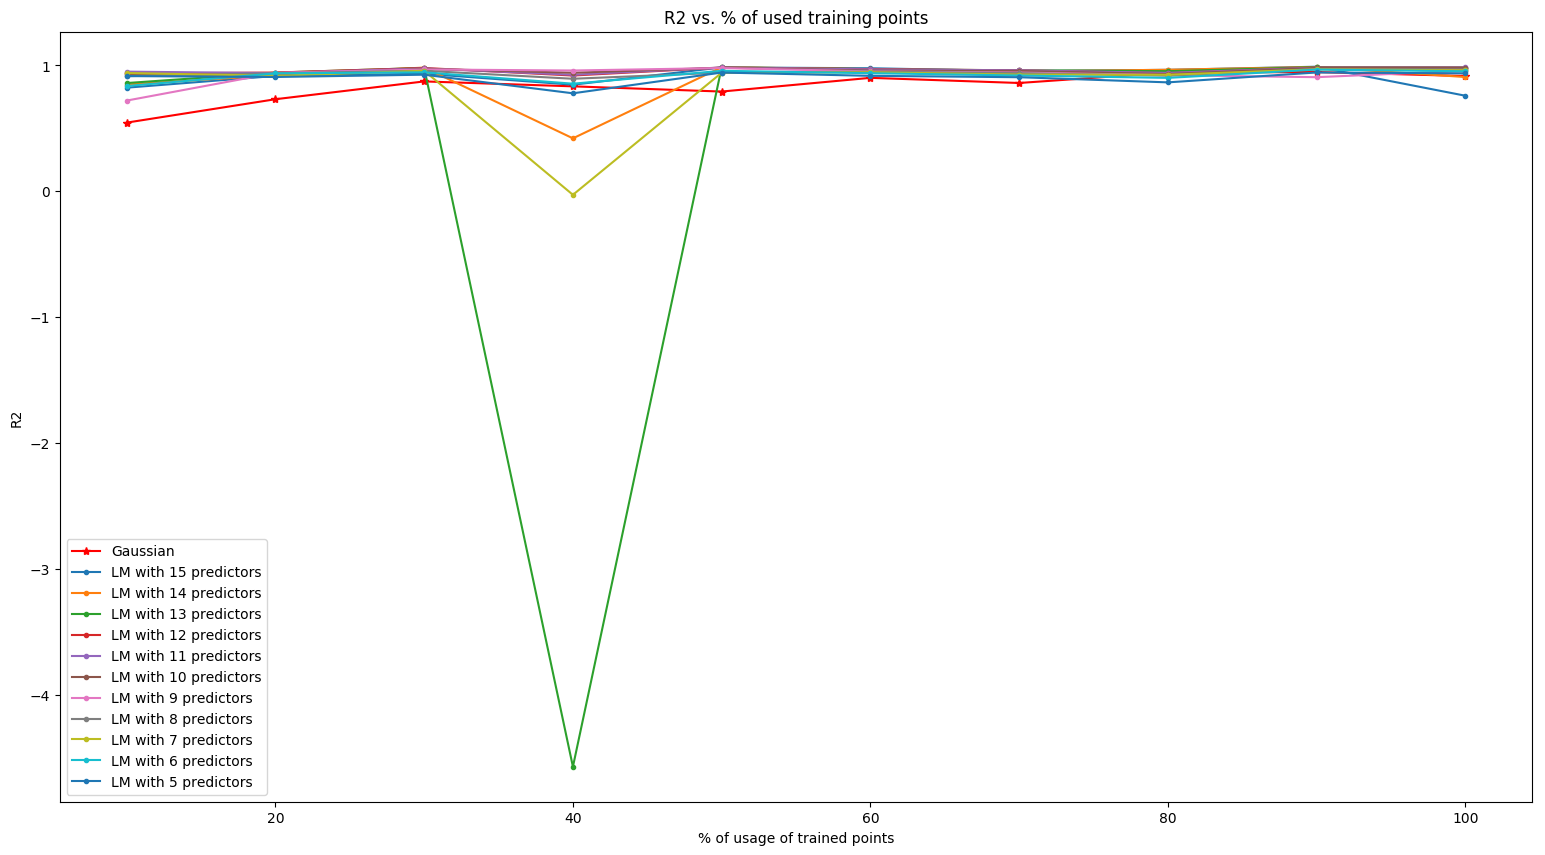 R2 vs. % of used training points
1
0
−1
−2
−3
−4
R2
Gaussian
LM with 15 predictors
LM with 14 predictors
LM with 13 predictors
LM with 12 predictors
LM with 11 predictors
LM with 10 predictors
LM with 9 predictors
LM with 8 predictors
LM with 7 predictors
LM with 6 predictors
LM with 5 predictors
20 40 60 80 100
% of usage of trained points